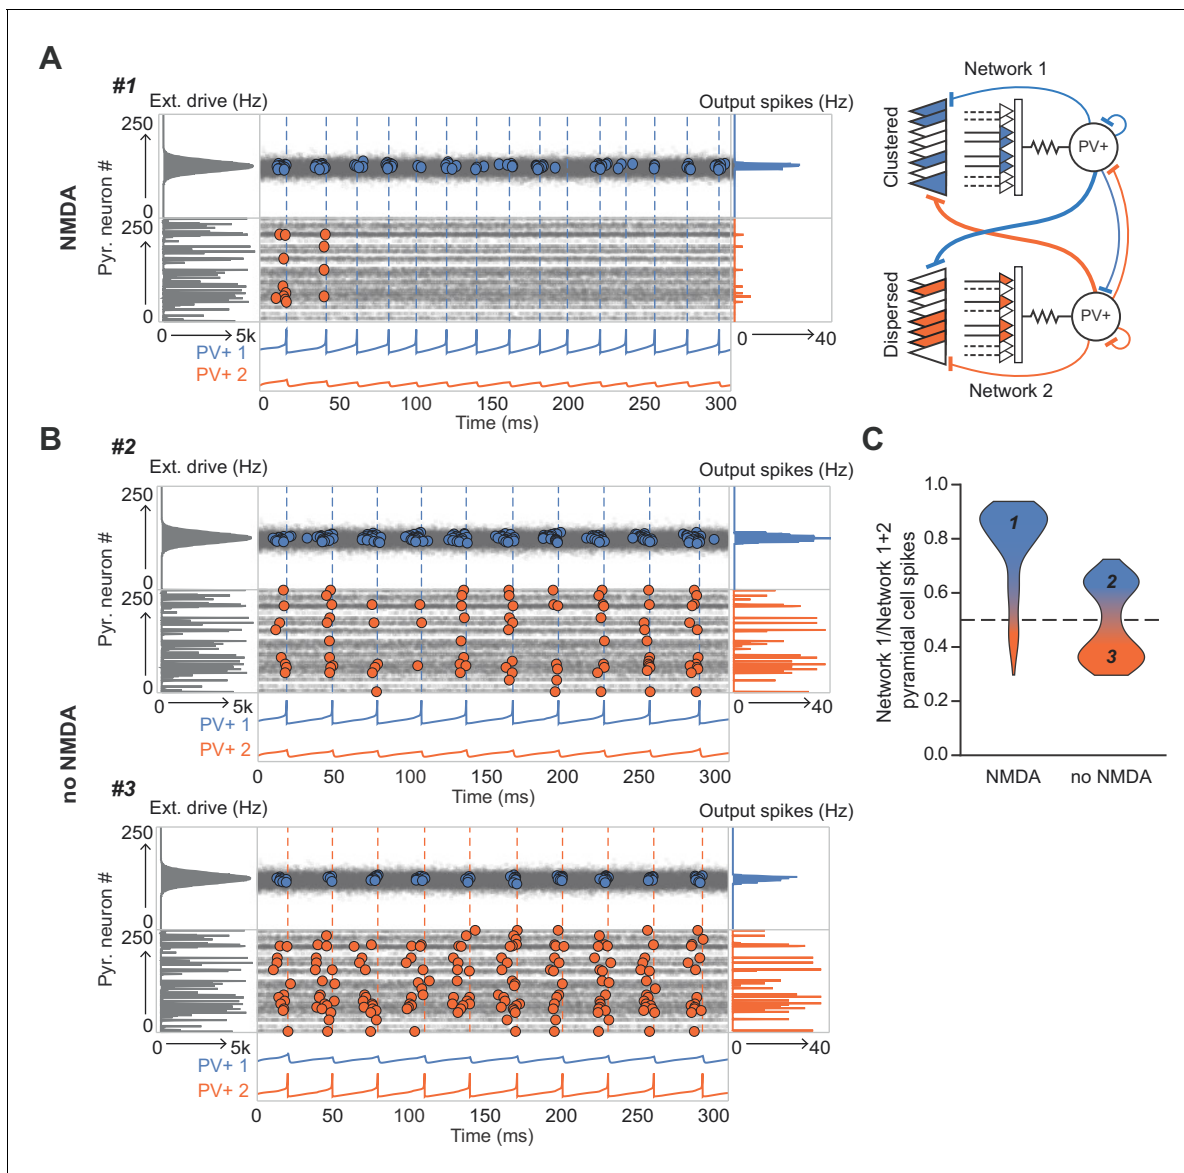 A
#1
Ext. drive (Hz)
Output spikes (Hz)
NMDA
Pyr. neuron #
250
0
250
0
0 5k
0 40
PV+ 1
PV+ 2
0 50 100 150 200 250 300
Time (ms)
Network 1
Clustered
PV+
Dispersed
PV+
Network 2
B
#2
Ext. drive (Hz)
Output spikes (Hz)
no NMDA
Pyr. neuron #
250
0
250
0
0 5k
0 40
PV+ 1
PV+ 2
0 50 100 150 200 250 300
Time (ms)
#3
Ext. drive (Hz)
Output spikes (Hz)
Pyr. neuron #
250
0
250
0
0 5k
0 40
PV+ 1
PV+ 2
0 50 100 150 200 250 300
Time (ms)
C
Network 1/Network 1+2
pyramidal cell spikes
1.0
0.8
0.6
0.4
0.2
0.0
1
2
3
NMDA no NMDA